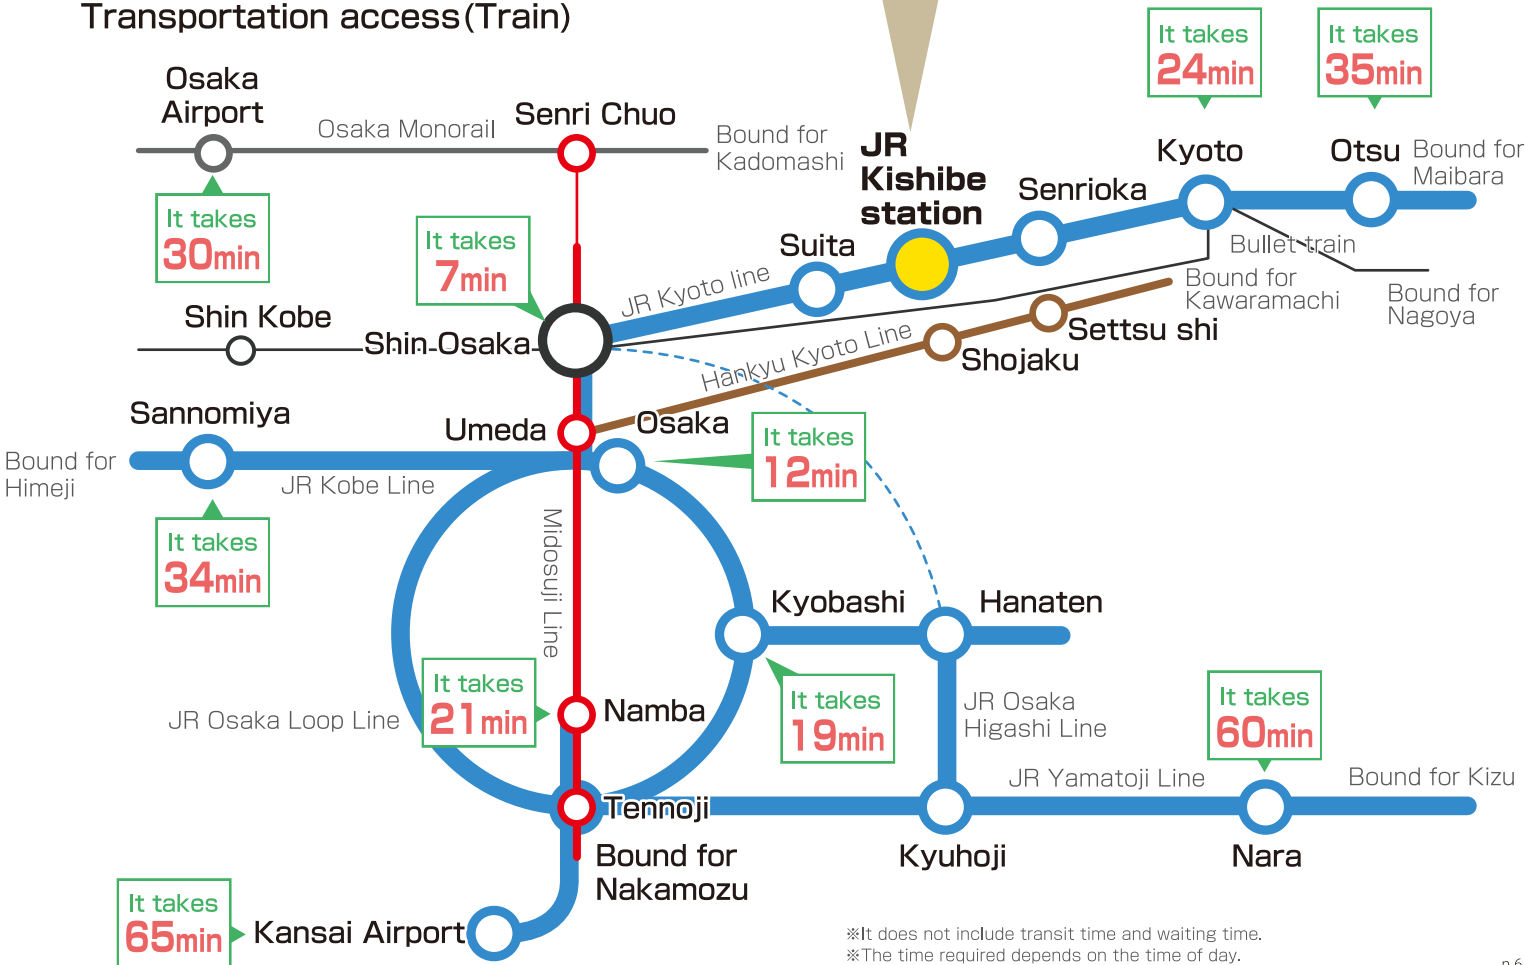 Transportation access(Train)
It takes
24min
It takes
35min
Osaka
Airport
Osaka Monorail
Senri Chuo
Bound for
Kadomashi
JR
Kishibe
station
Kyoto
Otsu
Bound for
Maibara
Senrioka
It takes
30min
It takes
7min
Suita
JR Kyoto line
Bullet train
Bound for
Kawaramachi
Bound for
Nagoya
Shin Kobe
Shin Osaka
Settsu shi
Shojaku
Hankyu Kyoto Line
Sannomiya
Umeda
Osaka
It takes
12min
Bound for
Himeji
JR Kobe Line
It takes
34min
Midosuji Line
Kyobashi
Hanaten
It takes
21min
Namba
It takes
19min
JR Osaka Loop Line
JR Osaka
Higashi Line
It takes
60min
JR Yamatoji Line
Bound for Kizu
Tennoji
Bound for
Nakamozu
Kyuhoji
Nara
It takes
65min
Kansai Airport
※It does not include transit time and waiting time.
※The time required depends on the time of day.